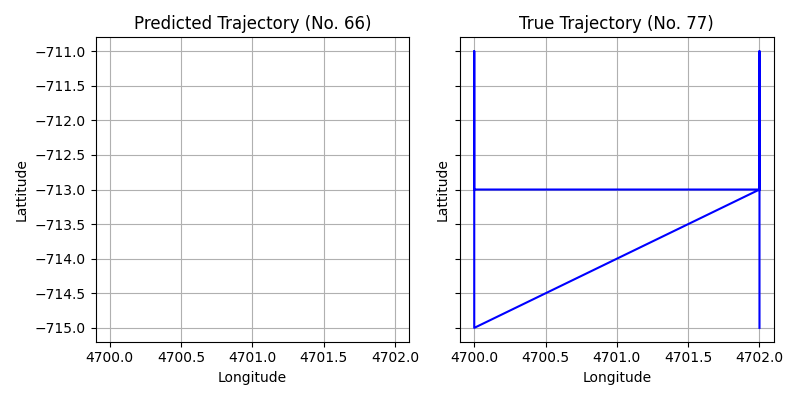 Predicted Trajectory (No. 66)
True Trajectory (No. 77)
−711.0
−711.5
−712.0
−712.5
−713.0
−713.5
−714.0
−714.5
−715.0
Lattitude
Lattitude
4700.0 4700.5 4701.0 4701.5 4702.0
4700.0 4700.5 4701.0 4701.5 4702.0
Longitude
Longitude